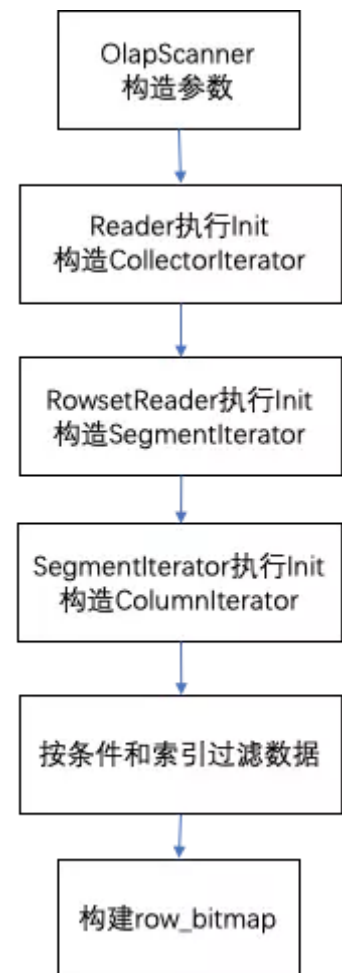 OlapScanner
构造参数
Reader执行Init
构造CollectorIterator
RowsetReader执行Init
构造SegmentIterator
SegmentIterator执行Init
构造ColumnIterator
按条件和索引过滤数据
构建row_bitmap